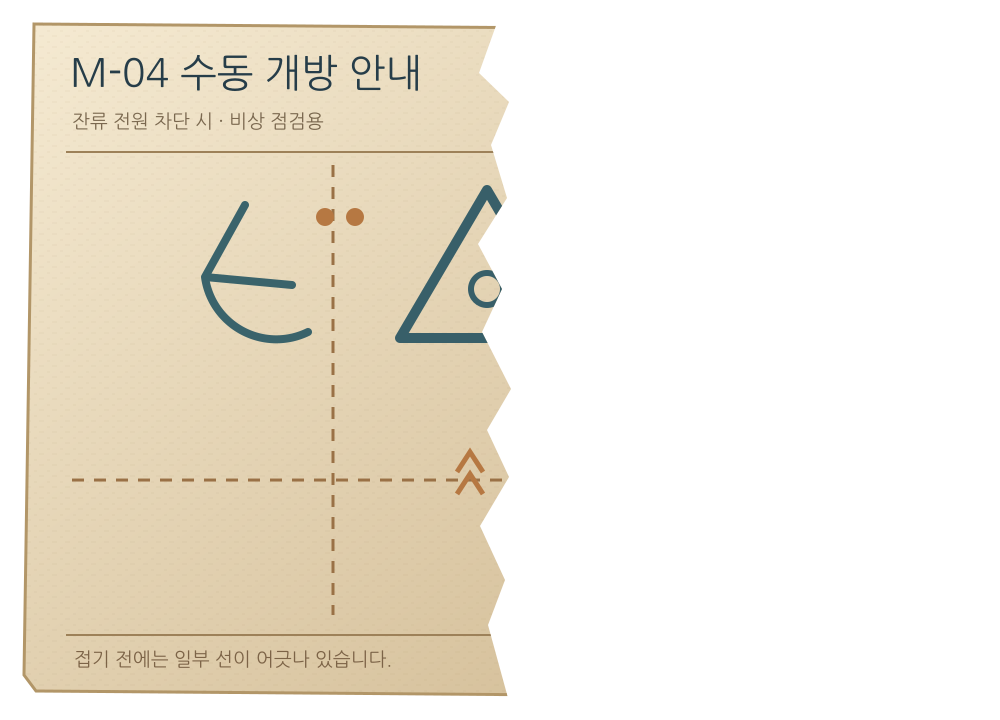 M-04 수동 개방 안내
잔류 전원 차단 시 · 비상 점검용
접기 전에는 일부 선이 어긋나 있습니다.